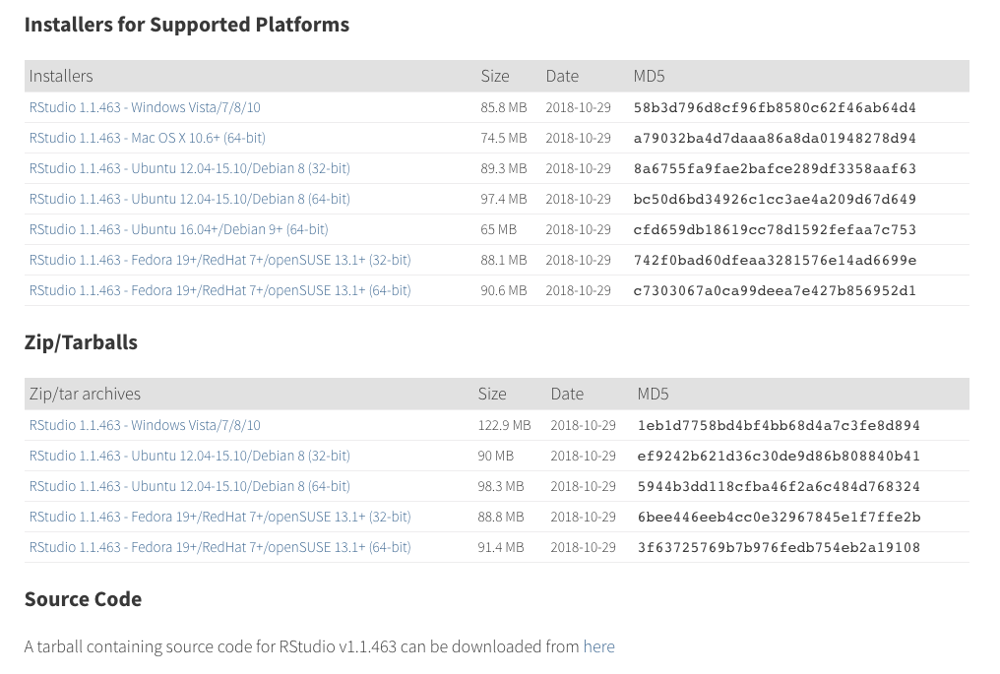 Installers for Supported Platforms
Installers Size Date MD5
RStudio 1.1.463 - Windows Vista/7/8/10 85.8 MB 2018-10-29 58b3d796d8cf96fb8580c62f46ab64d4
RStudio 1.1.463 - Mac OS X 10.6+ (64-bit) 74.5 MB 2018-10-29 a79032ba4d7daaa86a8da01948278d94
RStudio 1.1.463 - Ubuntu 12.04-15.10/Debian 8 (32-bit) 89.3 MB 2018-10-29 8a6755fa9fae2bafce289df3358aaf63
RStudio 1.1.463 - Ubuntu 12.04-15.10/Debian 8 (64-bit) 97.4 MB 2018-10-29 bc50d6bd34926c1cc3ae4a209d67d649
RStudio 1.1.463 - Ubuntu 16.04+/Debian 9+ (64-bit) 65 MB 2018-10-29 cfd659db18619cc78d1592fefaa7c753
RStudio 1.1.463 - Fedora 19+/RedHat 7+/openSUSE 13.1+ (32-bit) 88.1 MB 2018-10-29 742f0bad60dfeaa3281576e14ad6699e
RStudio 1.1.463 - Fedora 19+/RedHat 7+/openSUSE 13.1+ (64-bit) 90.6 MB 2018-10-29 c7303067a0ca99deea7e427b856952d1
Zip/Tarballs
Zip/tar archives Size Date MD5
RStudio 1.1.463 - Windows Vista/7/8/10 122.9 MB 2018-10-29 1eb1d7758bd4bf4bb68d4a7c3fe8d894
RStudio 1.1.463 - Ubuntu 12.04-15.10/Debian 8 (32-bit) 90 MB 2018-10-29 ef9242b621d36c30de9d86b808840b41
RStudio 1.1.463 - Ubuntu 12.04-15.10/Debian 8 (64-bit) 98.3 MB 2018-10-29 5944b3dd118cfba46f2a6c484d768324
RStudio 1.1.463 - Fedora 19+/RedHat 7+/openSUSE 13.1+ (32-bit) 88.8 MB 2018-10-29 6bee446eeb4cc0e32967845e1f7ffe2b
RStudio 1.1.463 - Fedora 19+/RedHat 7+/openSUSE 13.1+ (64-bit) 91.4 MB 2018-10-29 3f63725769b7b976fedb754eb2a19108
Source Code
A tarball containing source code for RStudio v1.1.463 can be downloaded from here